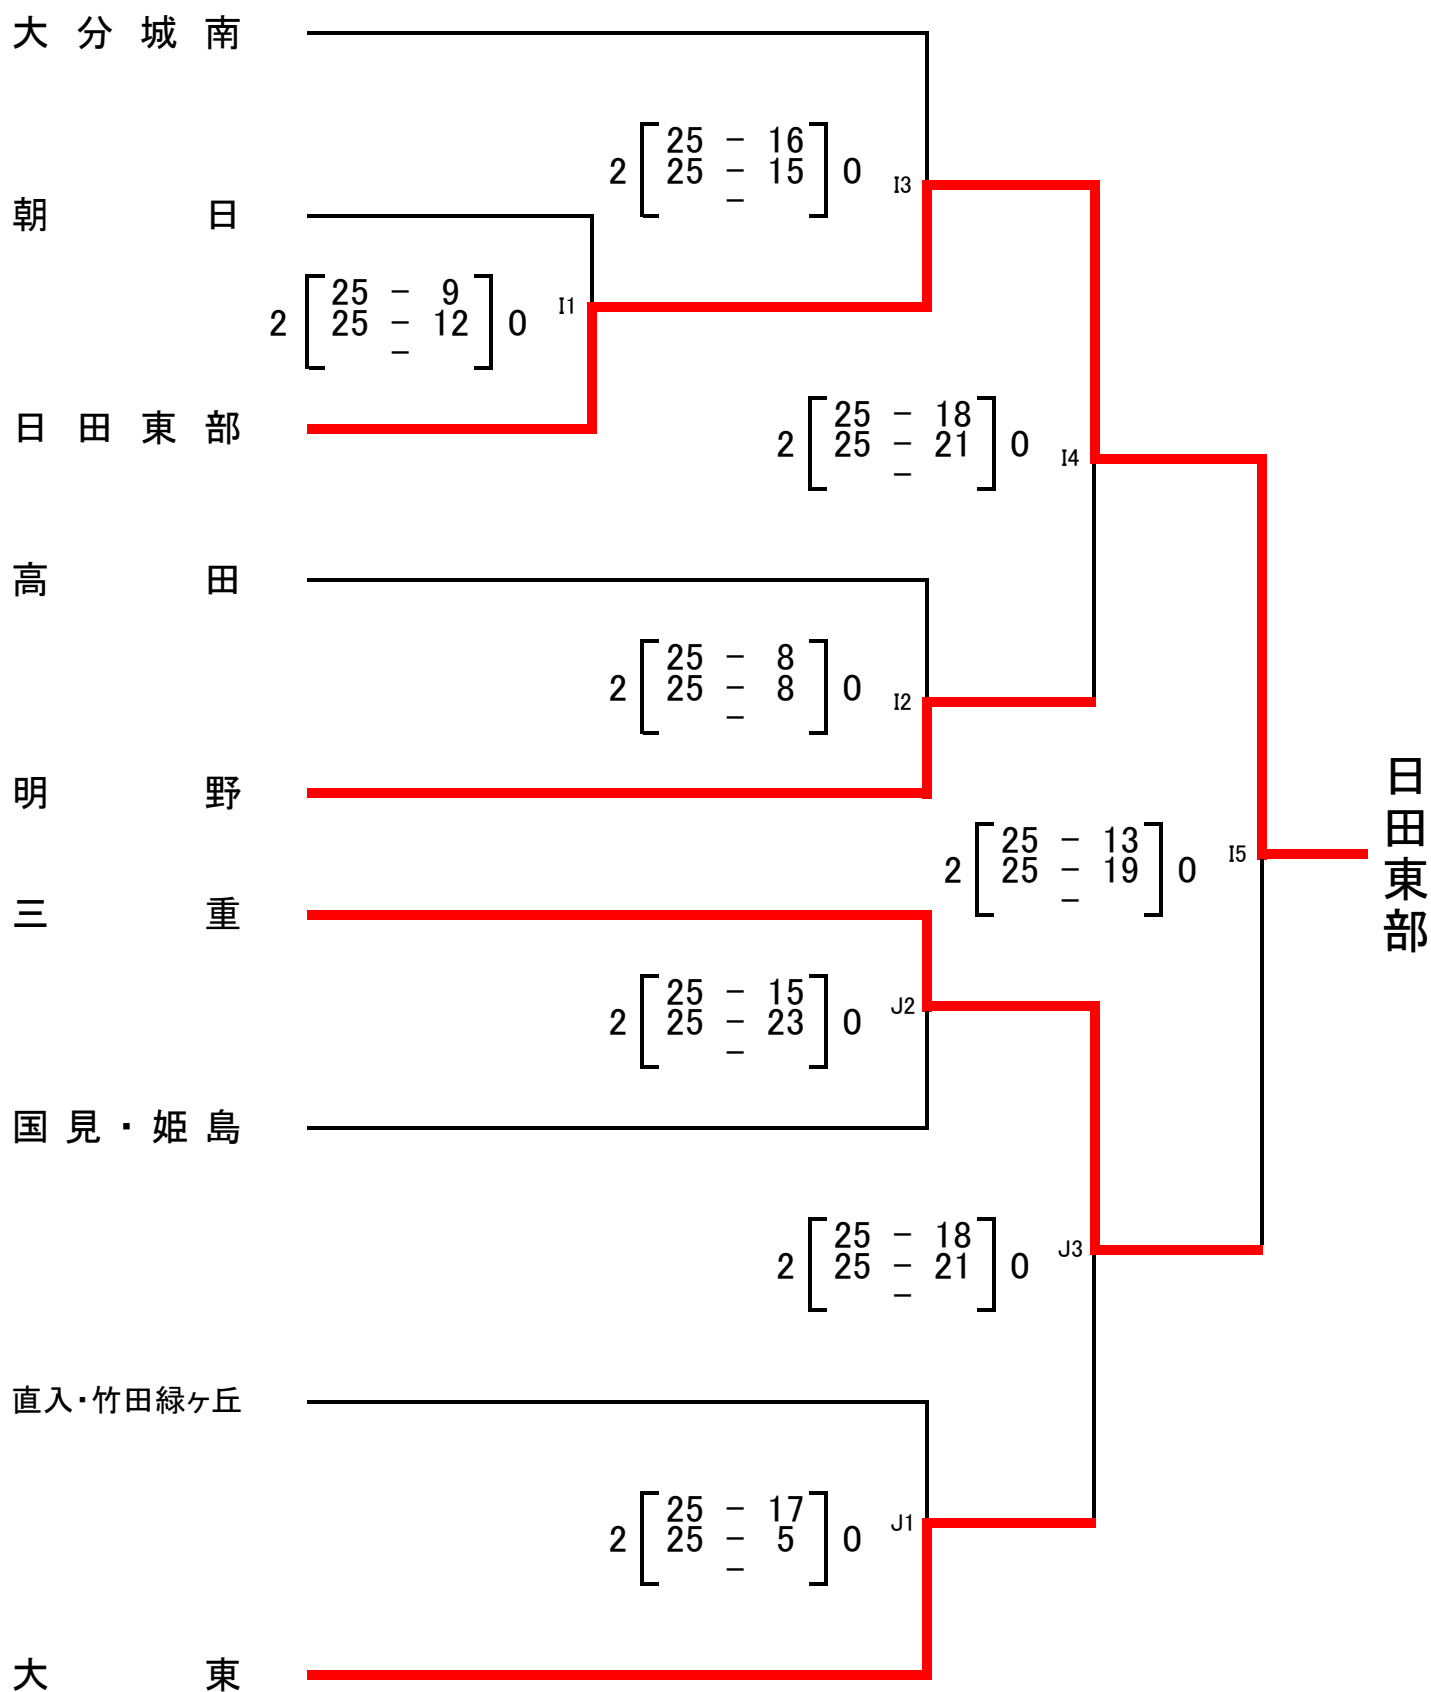 大分城南
25 - 16
2 25 - 15 0
-
I3
朝日
25 - 9
2 25 - 12 0
-
I1
日田東部
25 - 18
2 25 - 21 0
-
I4
高田
25 - 8
2 25 - 8 0
-
I2
明野
25 - 13
2 25 - 19 0
-
I5
日田東部
三重
25 - 15
2 25 - 23 0
-
J2
国見・姫島
25 - 18
2 25 - 21 0
-
J3
直入・竹田緑ヶ丘
25 - 17
2 25 - 5 0
-
J1
大東